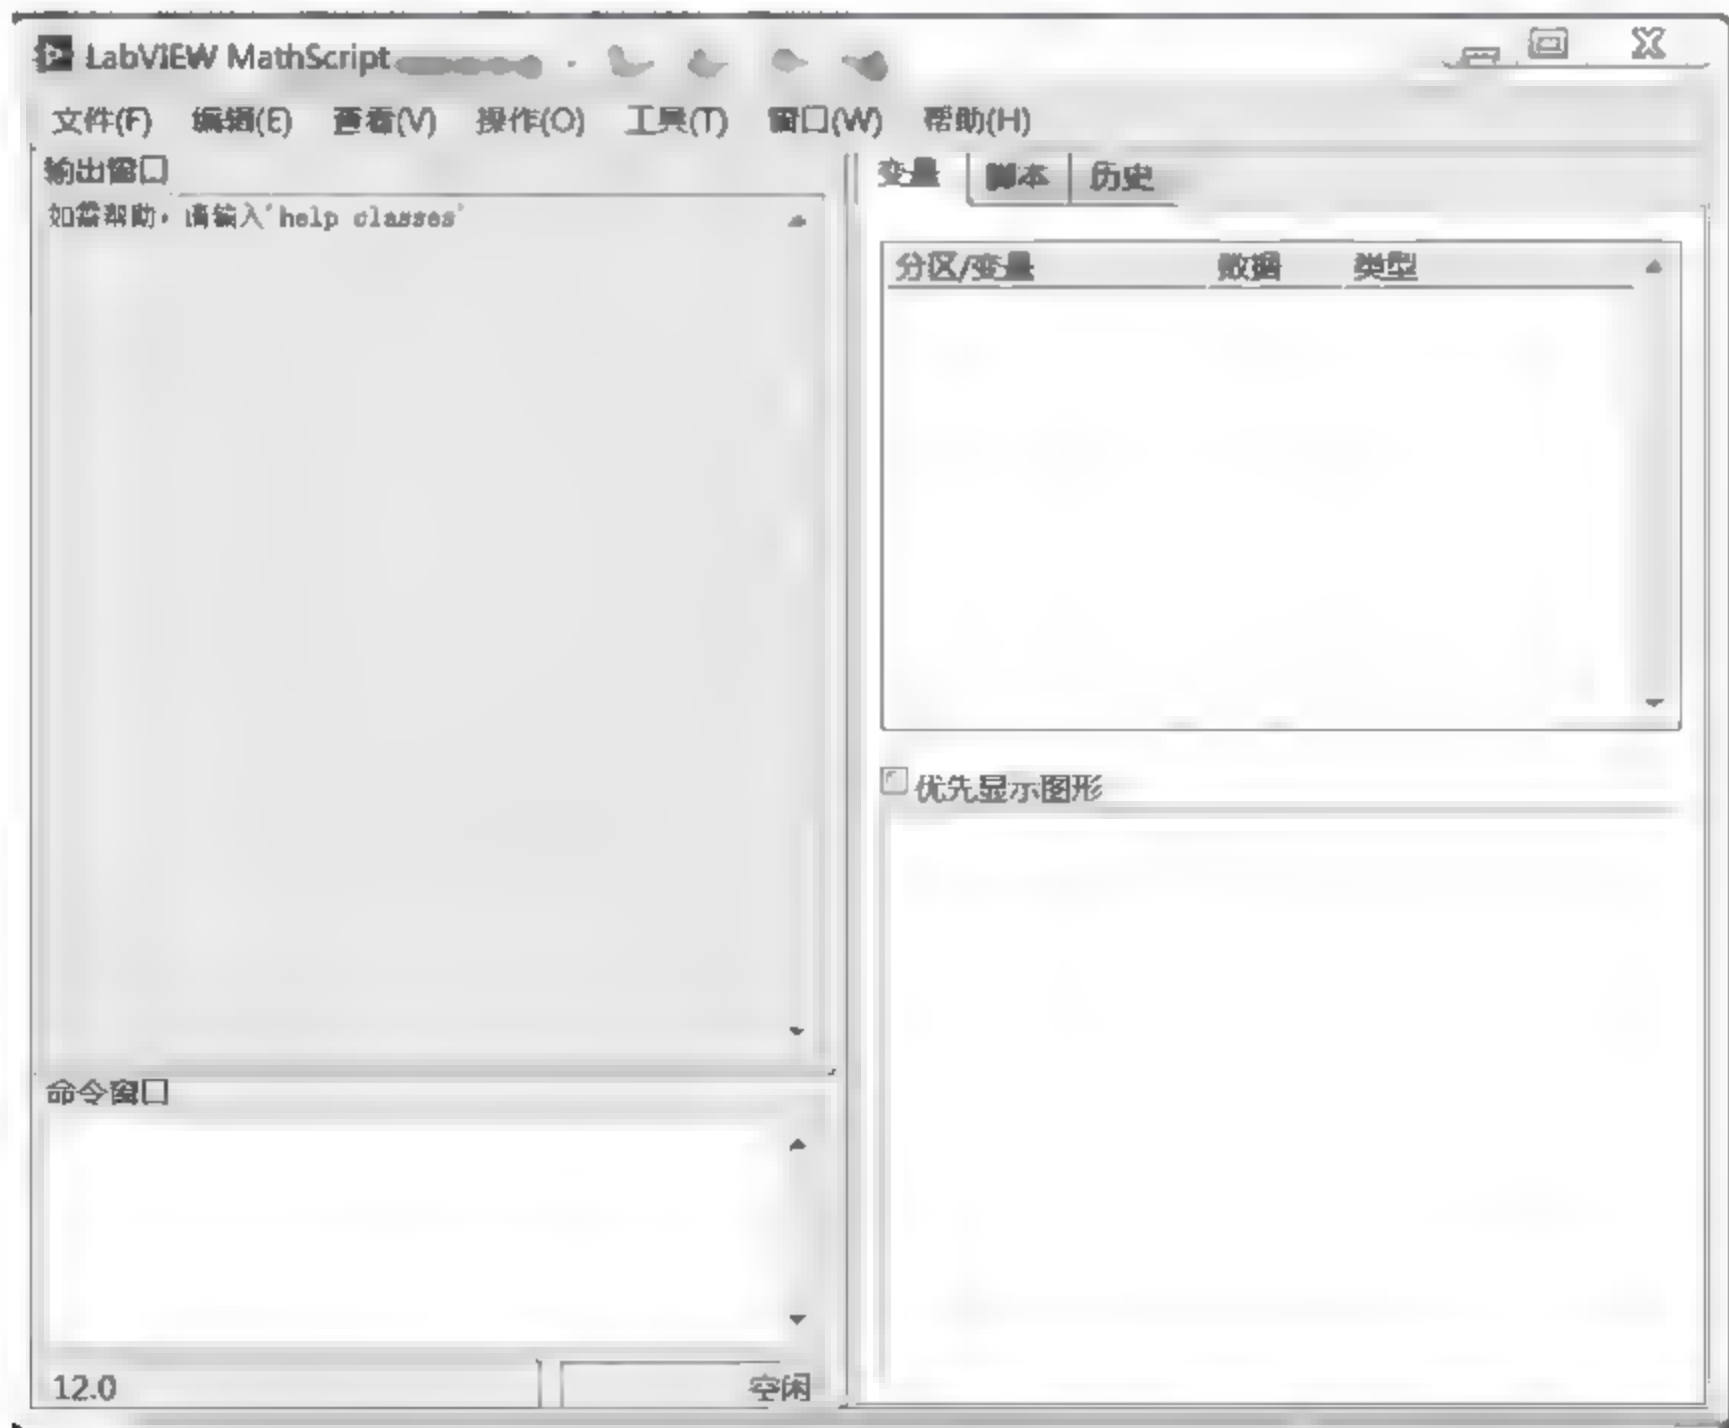 LabVIEW MathScript
文件(F) 编辑(E) 查看(V) 操作(O) 工具(T) 窗口(W) 帮助(H)
输出窗口
如需帮助，请输入'help classes'
变量 脚本 历史
分区/变量 数据 类型
优先显示图形
命令窗口
12.0 空闲